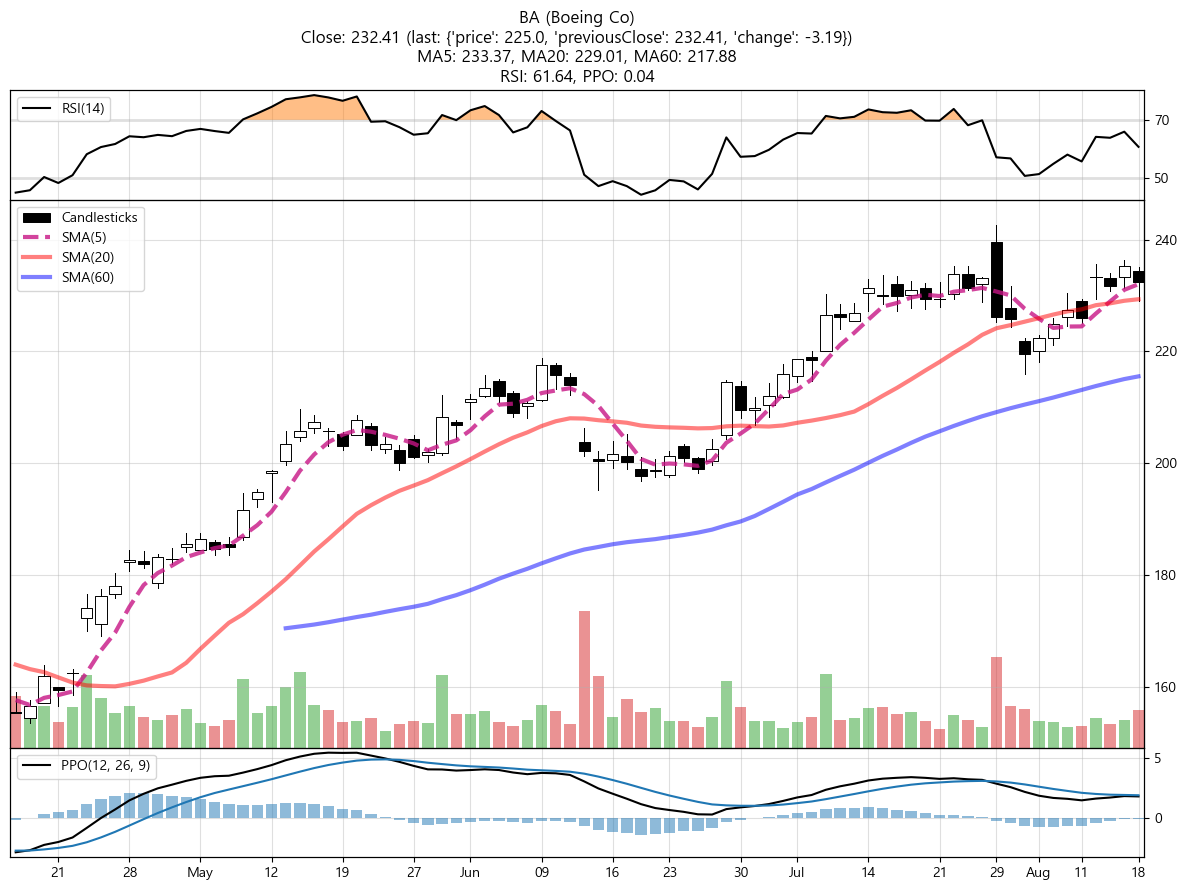 BA (Boeing Co)
Close: 232.41 (last: {'price': 225.0, 'previousClose': 232.41, 'change': -3.19})
MA5: 233.37, MA20: 229.01, MA60: 217.88
RSI: 61.64, PPO: 0.04
RSI(14)
70
50
Candlesticks
SMA(5)
SMA(20)
SMA(60)
240
220
200
180
160
PPO(12, 26, 9)
5
0
21 28 May 12 19 27 Jun 09 16 23 30 Jul 14 21 29 Aug 11 18